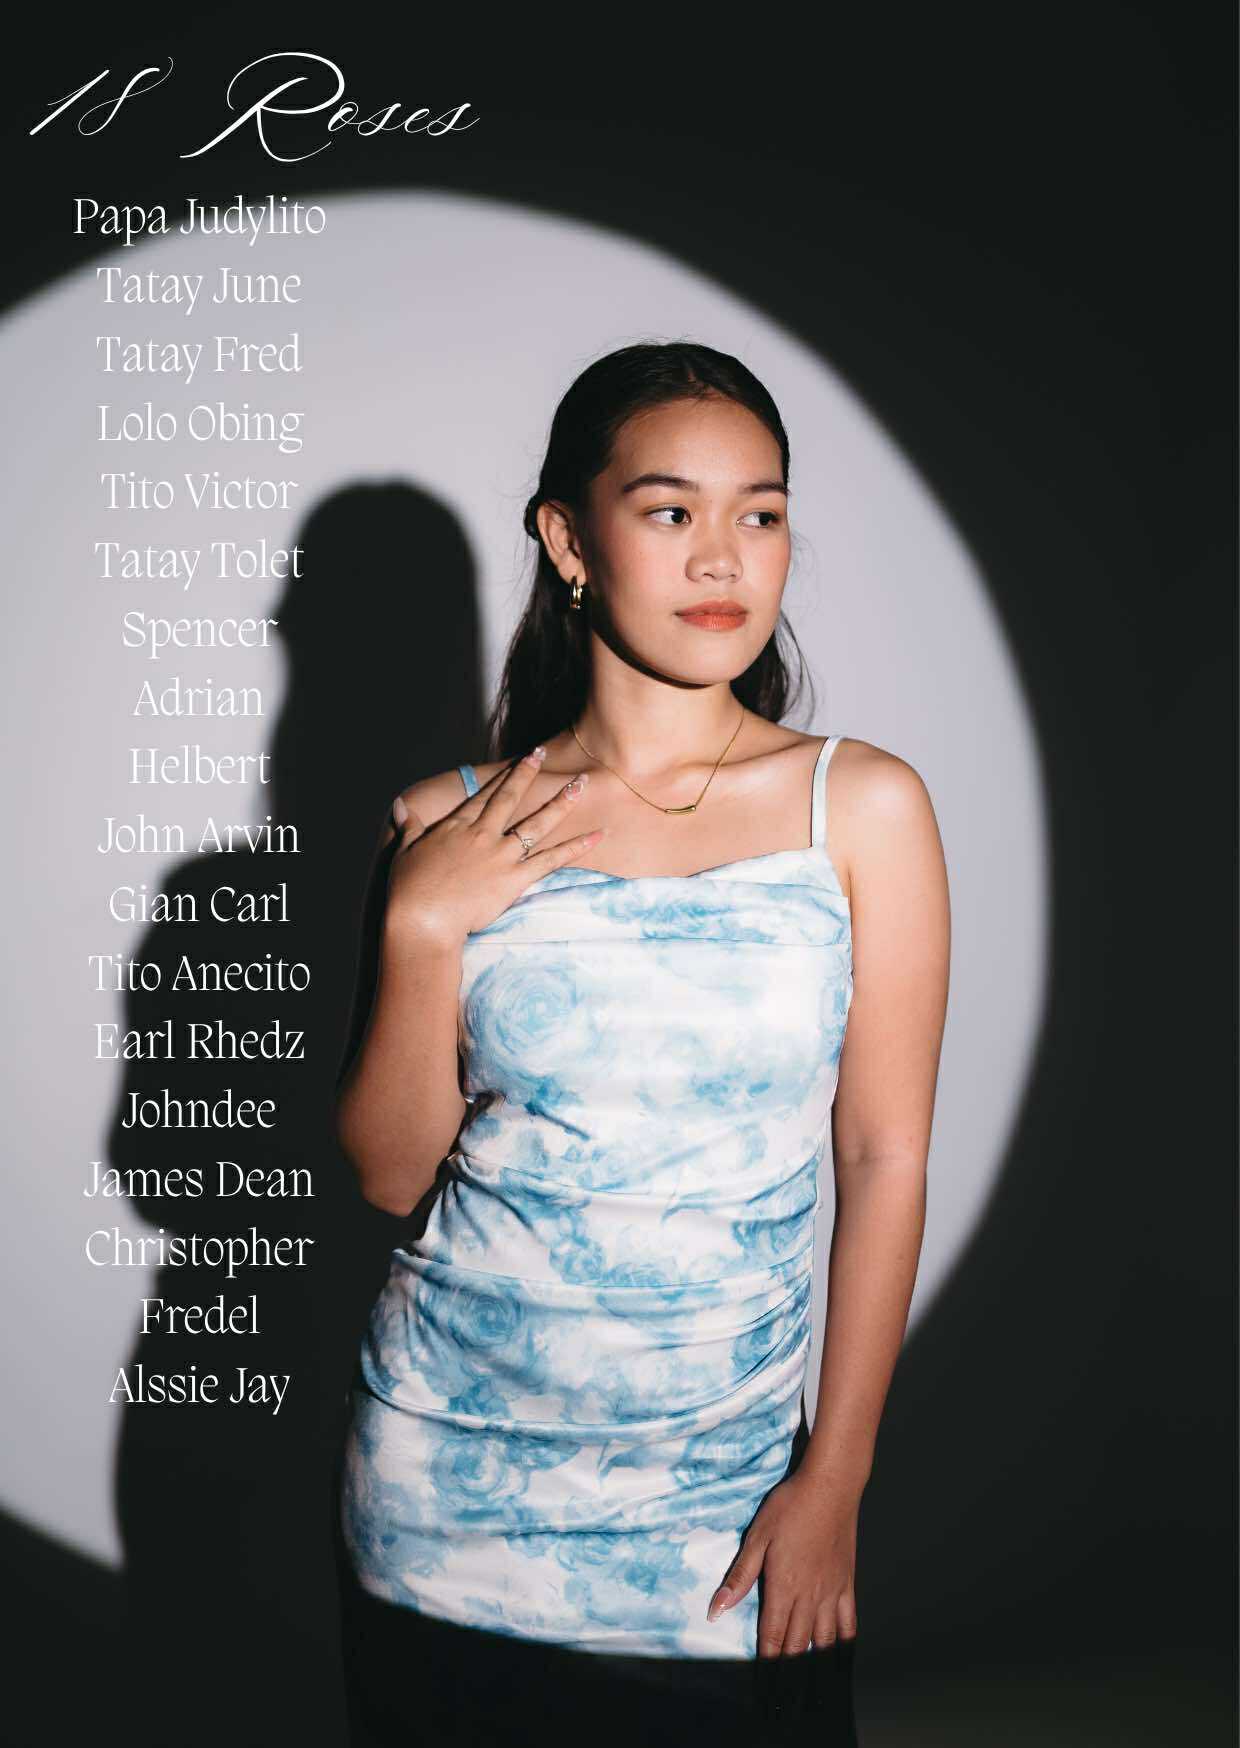 18 Roses
Papa Judylito
Tatay June
Tatay Fred
Lolo Obing
Tito Victor
Tatay Tolet
Spencer
Adrian
Helbert
John Arvin
Gian Carl
Tito Anecito
Earl Rhedz
Johndee
James Dean
Christopher
Fredel
Alssie Jay